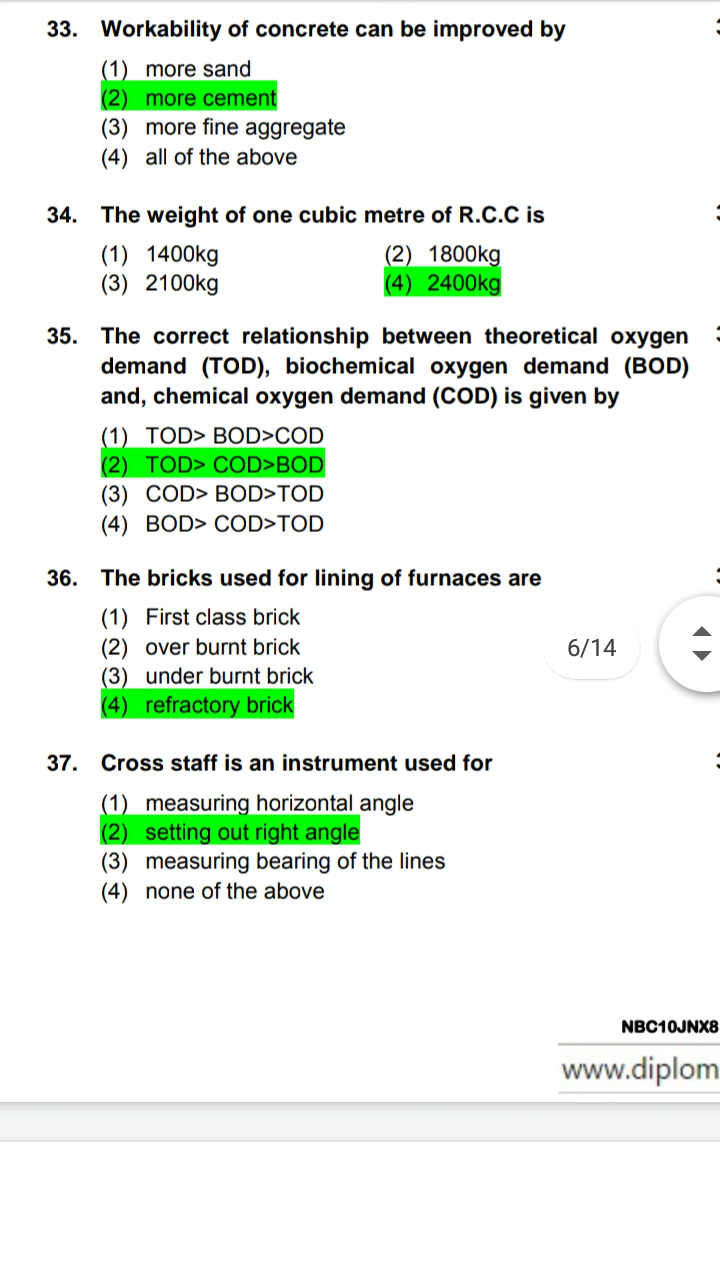 33. Workability of concrete can be improved by
(1) more sand
(2) more cement
(3) more fine aggregate
(4) all of the above
34. The weight of one cubic metre of R.C.C is
(1) 1400kg (2) 1800kg
(3) 2100kg (4) 2400kg
35. The correct relationship between theoretical oxygen
demand (TOD), biochemical oxygen demand (BOD)
and, chemical oxygen demand (COD) is given by
(1) TOD> BOD>COD
(2) TOD> COD>BOD
(3) COD> BOD>TOD
(4) BOD> COD>TOD
36. The bricks used for lining of furnaces are
(1) First class brick
(2) over burnt brick
(3) under burnt brick
(4) refractory brick
6/14
37. Cross staff is an instrument used for
(1) measuring horizontal angle
(2) setting out right angle
(3) measuring bearing of the lines
(4) none of the above
NBC10JNX8
www.diplom